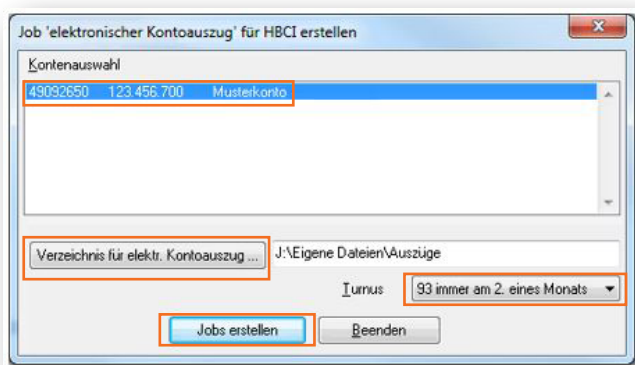 Job 'elektronischer Kontoauszug' für HBCI erstellen
Kontenauswahl
49092650 123.456.700 Musterkonto
Verzeichnis für elektr. Kontoauszug ... J:\Eigene Dateien\Auszüge
Turnus 93 immer am 2. eines Monats
Jobs erstellen Beenden